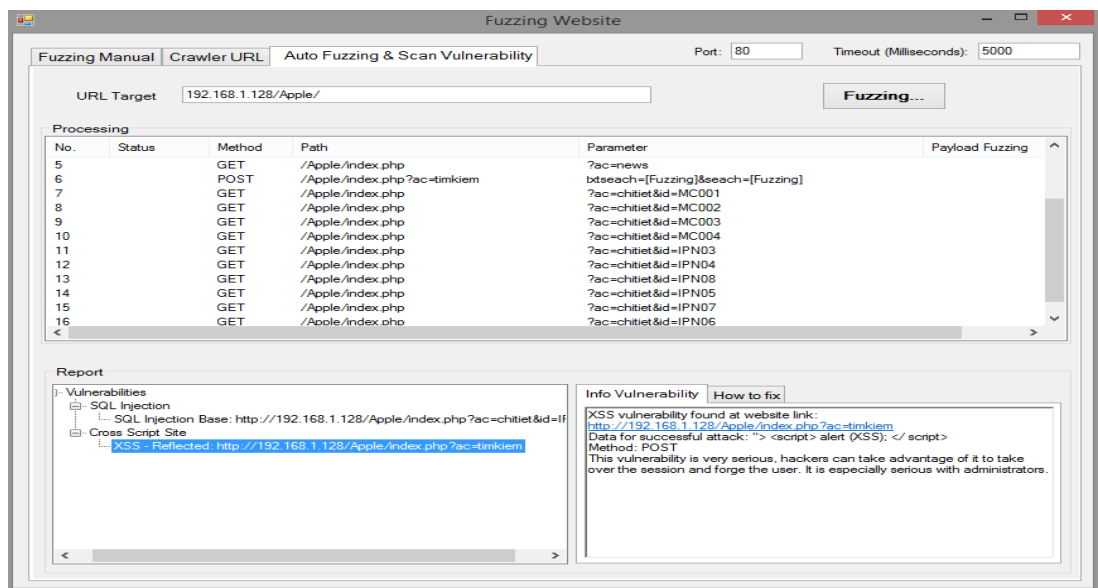 Fuzzing Website
Fuzzing Manual Crawler URL Auto Fuzzing & Scan Vulnerability Port: 80 Timeout (Milliseconds): 5000
URL Target 192.168.1.128/Apple/ Fuzzing...
Processing
No. Status Method Path Parameter Payload Fuzzing
5 GET /Apple/index.php ?ac=news
6 POST /Apple/index.php?ac=timkiem txtseach=[Fuzzing]&seach=[Fuzzing]
7 GET /Apple/index.php ?ac=chitiet&id=MC001
8 GET /Apple/index.php ?ac=chitiet&id=MC002
9 GET /Apple/index.php ?ac=chitiet&id=MC003
10 GET /Apple/index.php ?ac=chitiet&id=MC004
11 GET /Apple/index.php ?ac=chitiet&id=IPN03
12 GET /Apple/index.php ?ac=chitiet&id=IPN04
13 GET /Apple/index.php ?ac=chitiet&id=IPN08
14 GET /Apple/index.php ?ac=chitiet&id=IPN05
15 GET /Apple/index.php ?ac=chitiet&id=IPN07
16 GET /Apple/index.php ?ac=chitiet&id=IPN06
Report
Vulnerabilities
SQL Injection
SQL Injection Base: http://192.168.1.128/Apple/index.php?ac=chitiet&id=IF
Cross Script Site
XSS - Reflected: http://192.168.1.128/Apple/index.php?ac=timkiem
Info Vulnerability How to fix
XSS vulnerability found at website link:
http://192.168.1.128/Apple/index.php?ac=timkiem
Data for successful attack: "> <script> alert (XSS); </ script>
Method: POST
This vulnerability is very serious, hackers can take advantage of it to take
over the session and forge the user. It is especially serious with administrators.